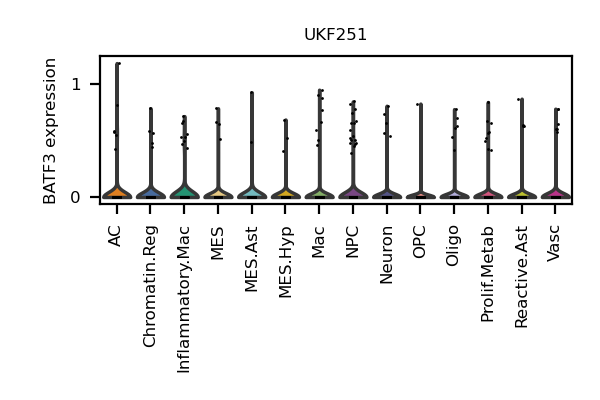 UKF251
BATF3 expression
1
0
AC
Chromatin.Reg
Inflammatory.Mac
MES
MES.Ast
MES.Hyp
Mac
NPC
Neuron
OPC
Oligo
Prolif.Metab
Reactive.Ast
Vasc